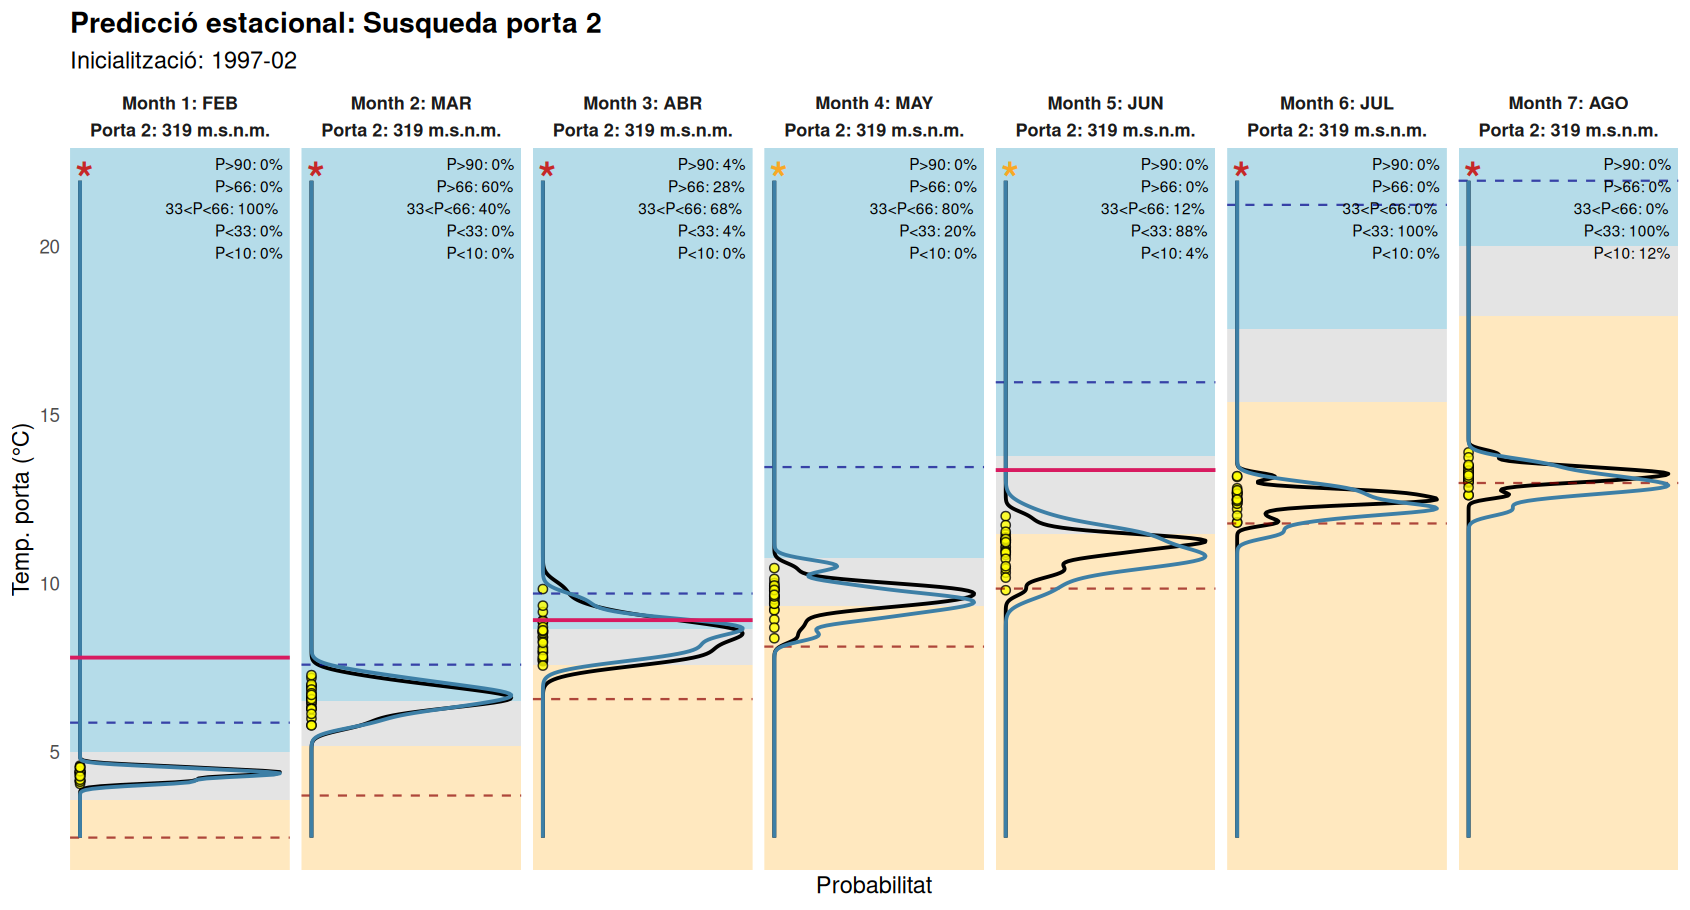 Predicció estacional: Susqueda porta 2
Inicialització: 1997-02
Month 1: FEB
Porta 2: 319 m.s.n.m.
Month 2: MAR
Porta 2: 319 m.s.n.m.
Month 3: ABR
Porta 2: 319 m.s.n.m.
Month 4: MAY
Porta 2: 319 m.s.n.m.
Month 5: JUN
Porta 2: 319 m.s.n.m.
Month 6: JUL
Porta 2: 319 m.s.n.m.
Month 7: AGO
Porta 2: 319 m.s.n.m.
*
P>90: 0%
P>66: 0%
33<P<66: 100%
P<33: 0%
P<10: 0%
*
P>90: 0%
P>66: 60%
33<P<66: 40%
P<33: 0%
P<10: 0%
*
P>90: 4%
P>66: 28%
33<P<66: 68%
P<33: 4%
P<10: 0%
*
P>90: 0%
P>66: 0%
33<P<66: 80%
P<33: 20%
P<10: 0%
*
P>90: 0%
P>66: 0%
33<P<66: 12%
P<33: 88%
P<10: 4%
*
P>90: 0%
P>66: 0%
33<P<66: 0%
P<33: 100%
P<10: 0%
*
P>90: 0%
P>66: 0%
33<P<66: 0%
P<33: 100%
P<10: 12%
20
15
10
5
Temp. porta (°C)
Probabilitat